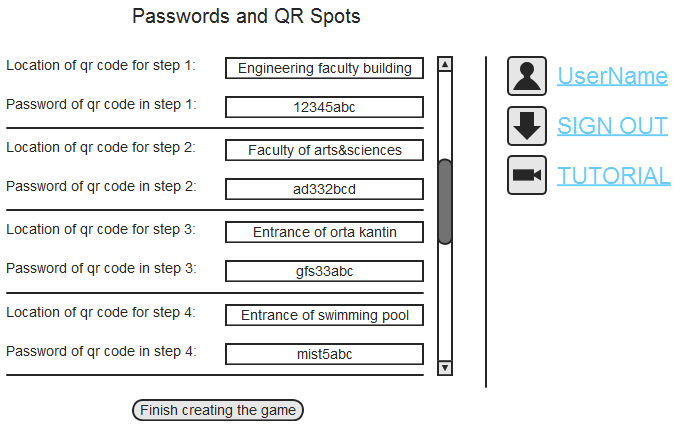 Passwords and QR Spots
Location of qr code for step 1: Engineering faculty building
Password of qr code in step 1: 12345abc
Location of qr code for step 2: Faculty of arts&sciences
Password of qr code in step 2: ad332bcd
Location of qr code for step 3: Entrance of orta kantin
Password of qr code in step 3: gfs33abc
Location of qr code for step 4: Entrance of swimming pool
Password of qr code in step 4: mist5abc
Finish creating the game
UserName
SIGN OUT
TUTORIAL